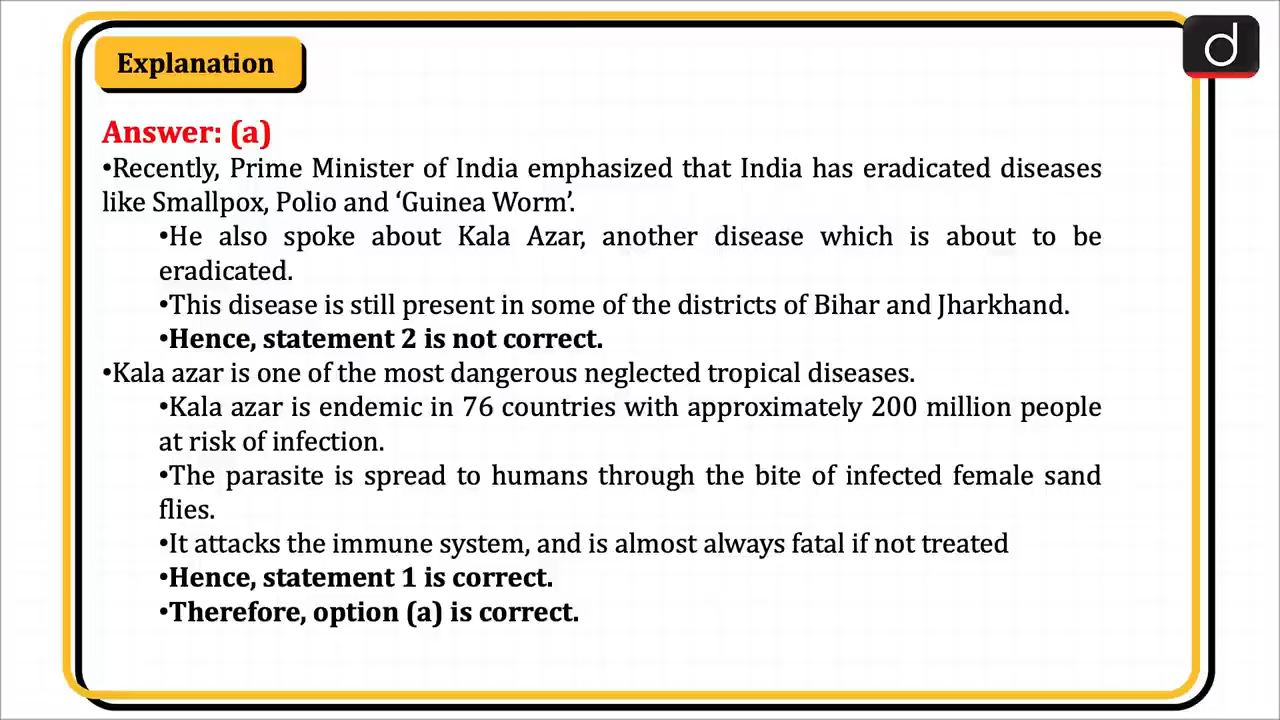 Explanation
d
Answer: (a)
•Recently, Prime Minister of India emphasized that India has eradicated diseases
like Smallpox, Polio and ‘Guinea Worm’.
•He also spoke about Kala Azar, another disease which is about to be
eradicated.
•This disease is still present in some of the districts of Bihar and Jharkhand.
•Hence, statement 2 is not correct.
•Kala azar is one of the most dangerous neglected tropical diseases.
•Kala azar is endemic in 76 countries with approximately 200 million people
at risk of infection.
•The parasite is spread to humans through the bite of infected female sand
flies.
•It attacks the immune system, and is almost always fatal if not treated
•Hence, statement 1 is correct.
•Therefore, option (a) is correct.